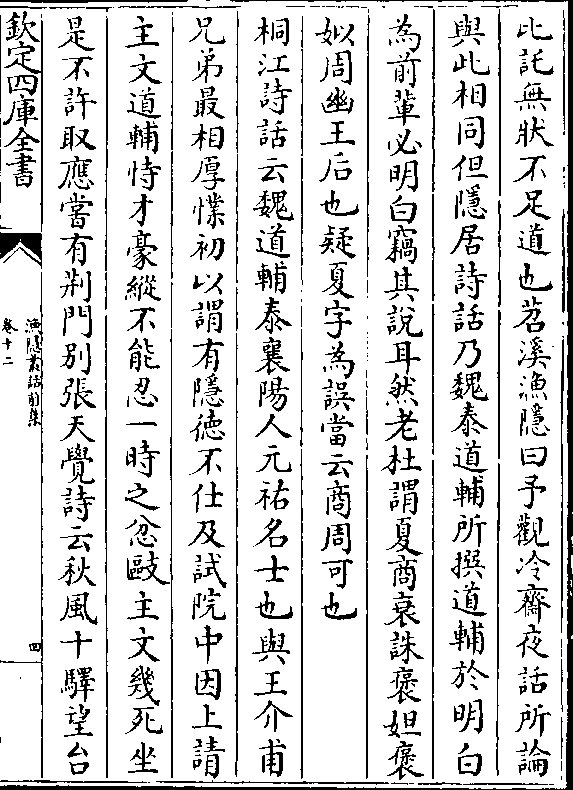 此託無狀不足道也苕溪漁隱曰予觀冷齋夜話所論
與此相同但隱居詩話乃魏泰道輔所撰道輔於明白
為前輩必明白竊其說耳然老杜謂夏商衰誅褒妲褒
姒周幽王后也疑夏字為誤當云商周可也
桐江詩話云魏道輔泰襄陽人元祐名士也與王介甫
兄弟最相厚惵初以謂有隱徳不仕及試院中因上請
主文道輔恃才豪縱不能忍一時之忿毆主文幾死坐
是不許取應嘗有荆門別張天覺詩云秋風十驛望台
欽定四庫全書
漁隱叢話前集
卷十二
四